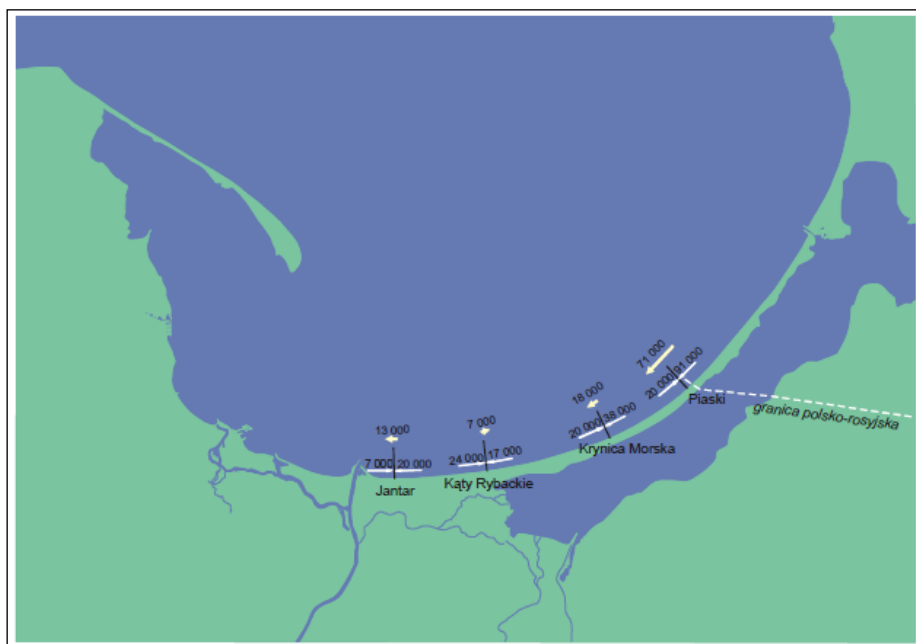 71 000
20 000 91 000
Piaski
granica polsko-rosyjska
18 000
20 000 38 000
Krynica Morska
7 000
24 000 17 000
Kąty Rybackie
13 000
7 000 20 000
Jantar